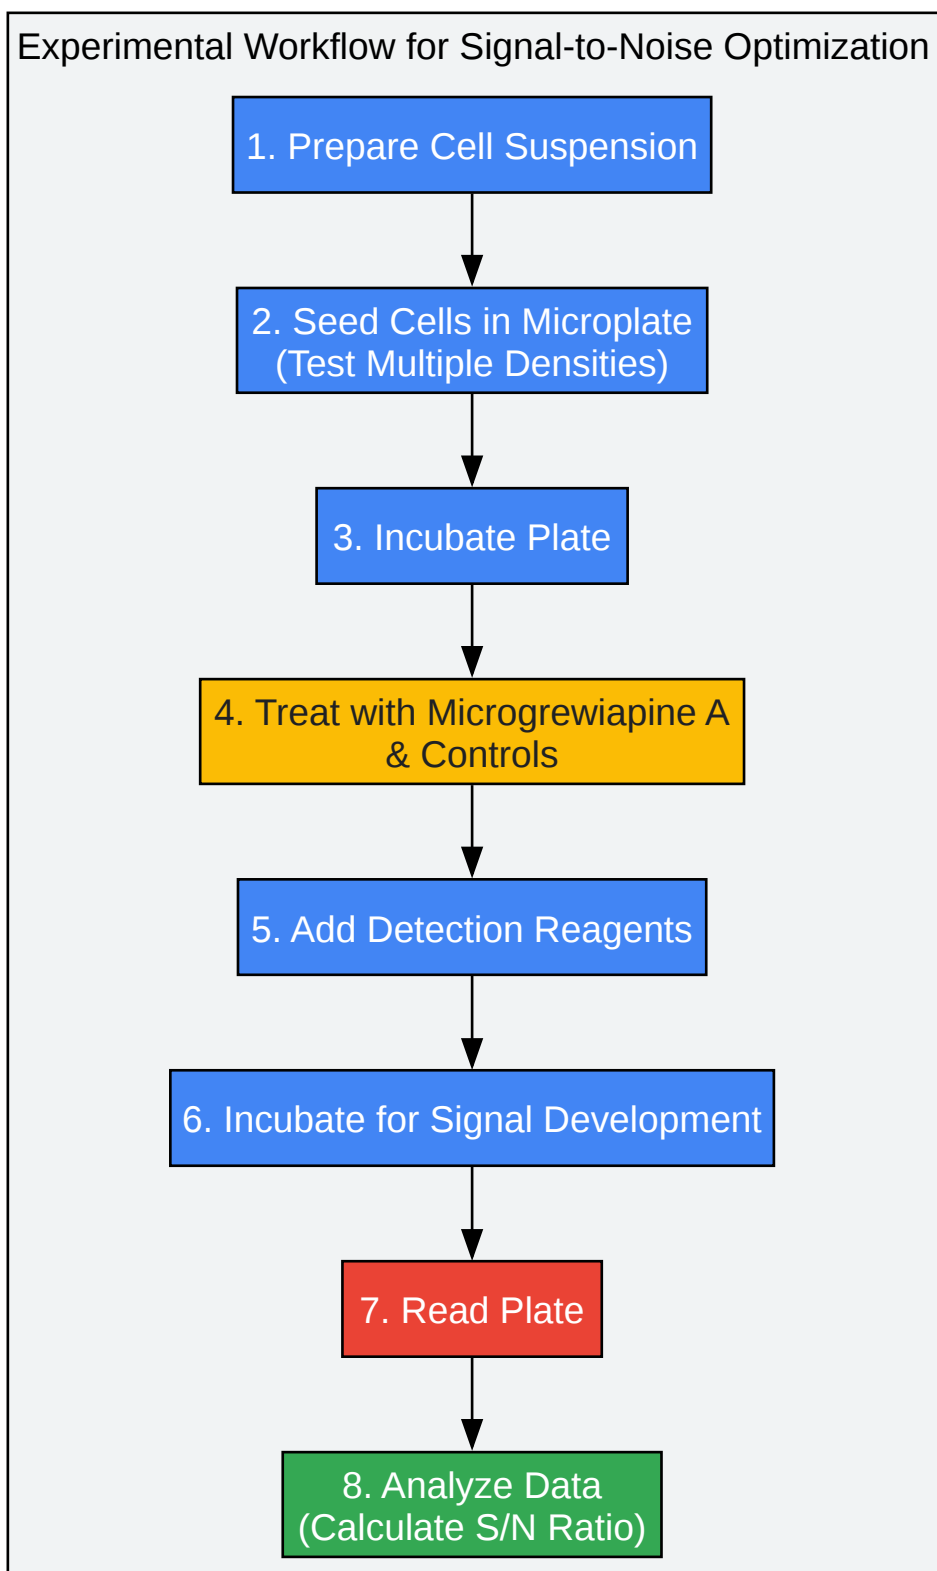 Experimental Workflow for Signal-to-Noise Optimization
1. Prepare Cell Suspension
2. Seed Cells in Microplate
(Test Multiple Densities)
3. Incubate Plate
4. Treat with Microgrewiapine A
& Controls
5. Add Detection Reagents
6. Incubate for Signal Development
7. Read Plate
8. Analyze Data
(Calculate S/N Ratio)